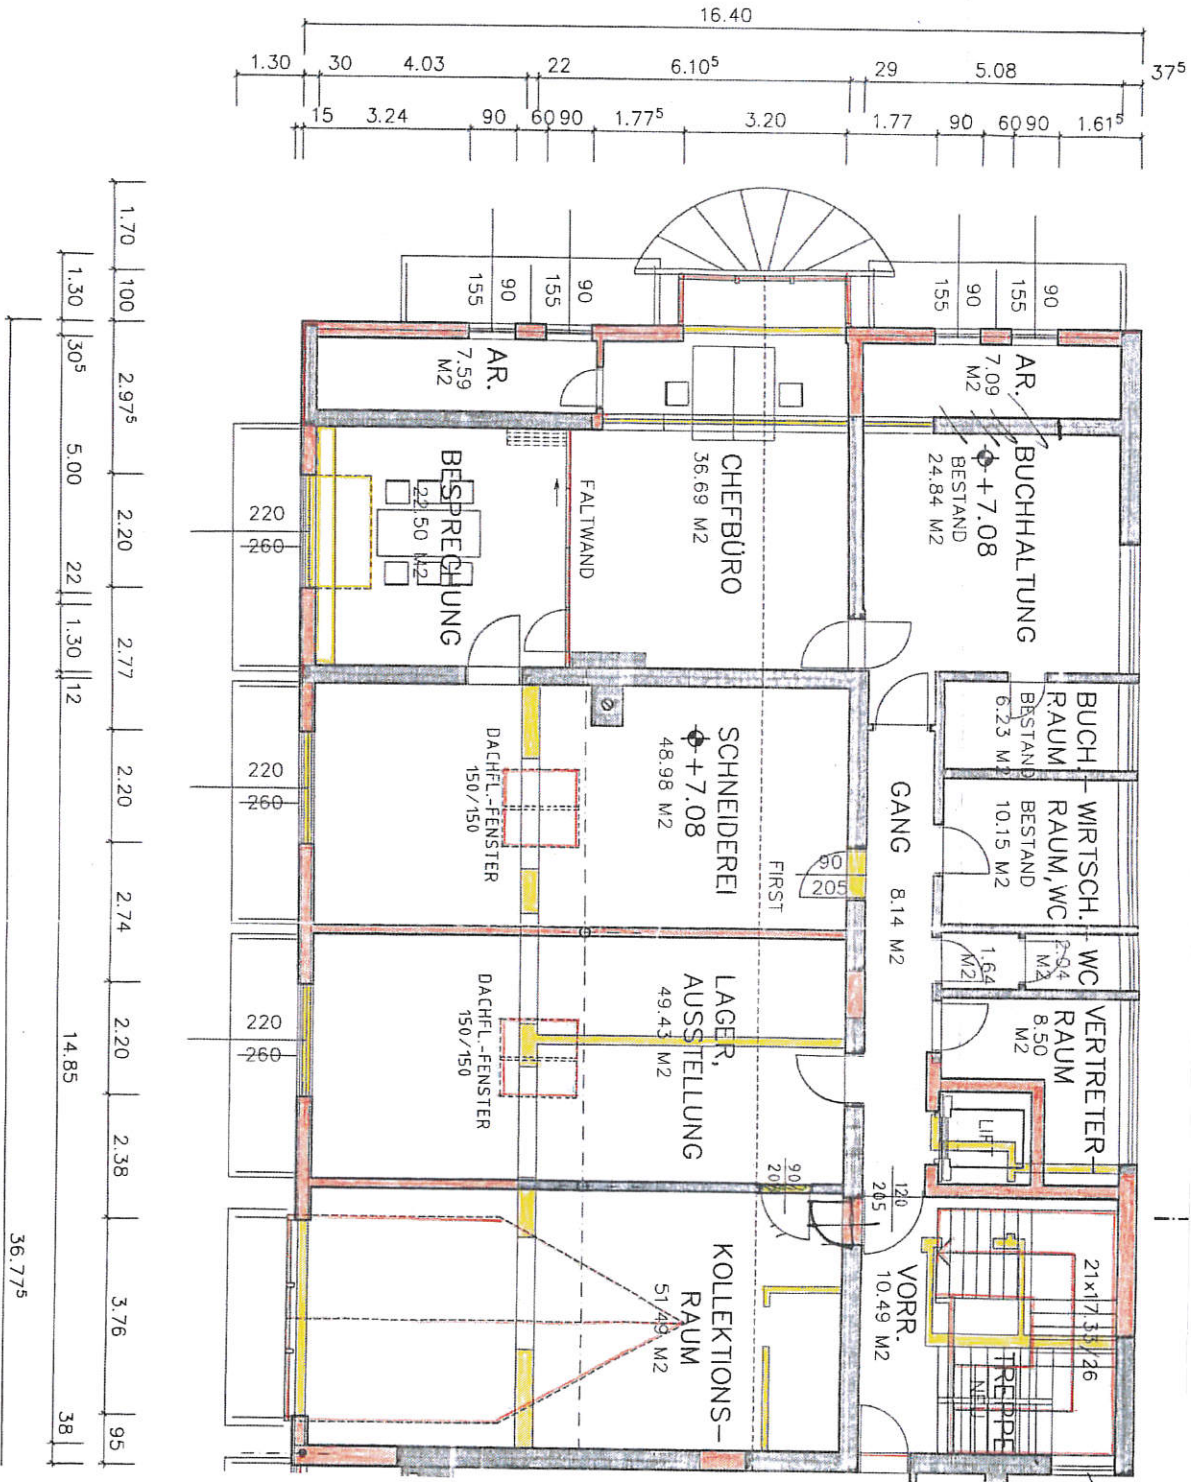 16.40
1.30 30 4.03 22 6.10⁵ 29 5.08 37⁵
15 3.24 90 60 90 1.77⁵ 3.20 1.77 90 60 90 1.61⁵
1.70 100 2.97⁵ 2.20 2.77 2.20 2.74 2.20 2.38 3.76 95
1.30 30⁵ 5.00 22 1.30 12 14.85 38
36.77⁵
90
155
90
155
90
155
90
155
AR.
7.59
M2
AR.
7.09
M2
BESPRECHUNG
22.50 M2
FALTWAND
CHEFBÜRO
36.69 M2
BUCHHALTUNG
+7.08
BESTAND
24.84 M2
220
260
BUCH.-
RAUM
BESTAND
6.23 M2
SCHNEIDEREI
+7.08
48.98 M2
DACHFL.-FENSTER
150/150
220
260
FIRST
90
205
GANG 8.14 M2
WIRTSCH.-
RAUM, WC
BESTAND
10.15 M2
WC
2.04
M2
1.64
M2
LAGER,
AUSSTELLUNG
49.43 M2
DACHFL.-FENSTER
150/150
220
260
VERTRETER-
RAUM
8.50
M2
LIFT
90
205
120
205
KOLLEKTIONS-
RAUM
51.49 M2
VORR.
10.49 M2
21x17.33/26
TREPPE
NEU